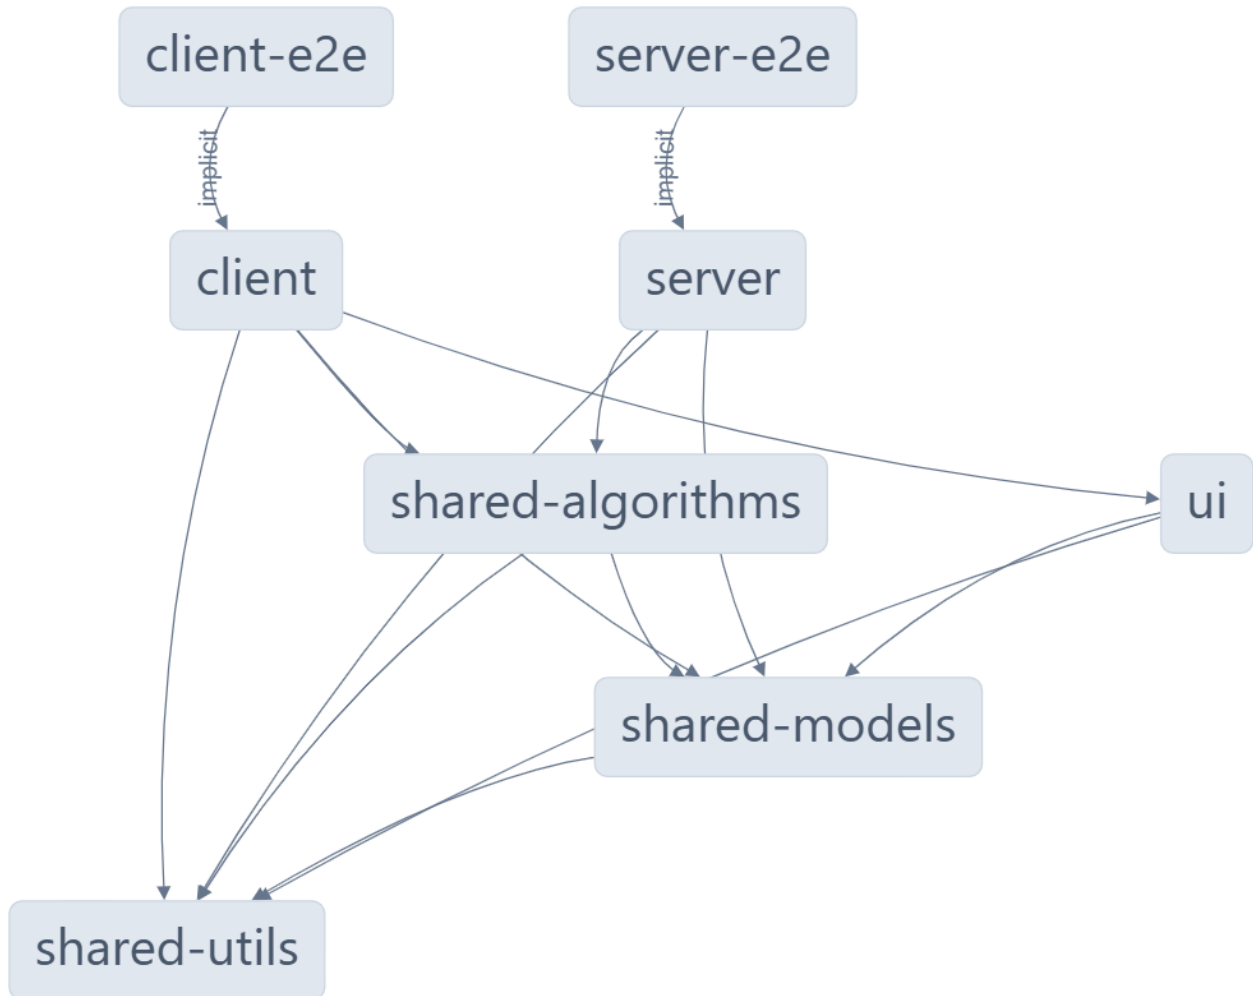 client-e2e
server-e2e
implicit
implicit
client
server
shared-algorithms
ui
shared-models
shared-utils